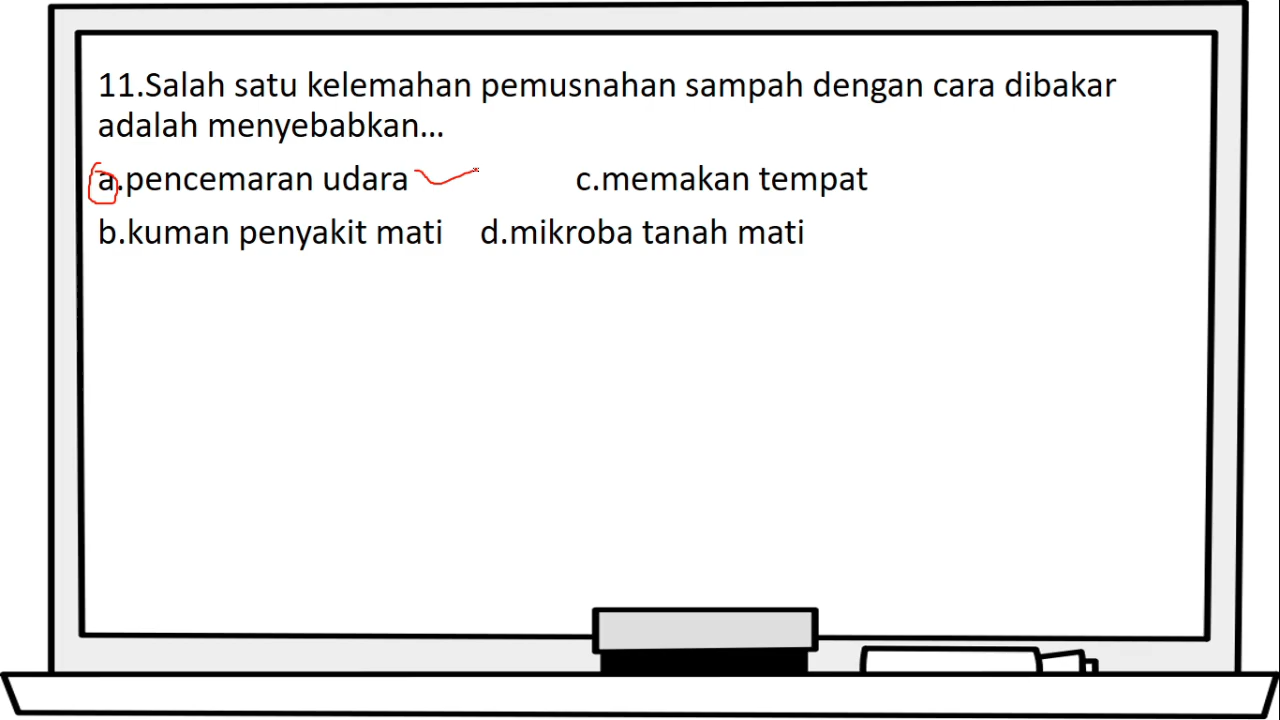 11.Salah satu kelemahan pemusnahan sampah dengan cara dibakar
adalah menyebabkan...
a.pencemaran udara c.memakan tempat
b.kuman penyakit mati d.mikroba tanah mati